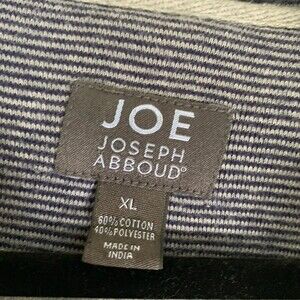 JOE
JOSEPH
ABBOUD®
XL
60% COTTON
40% POLYESTER
MADE IN
INDIA